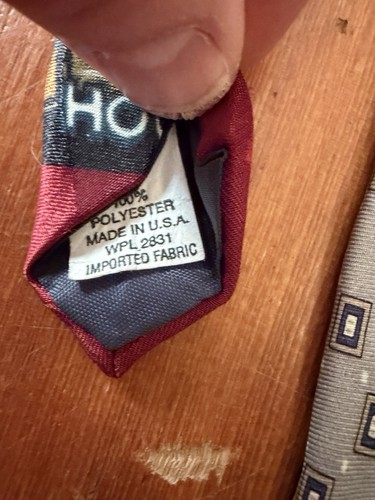 HO
100%
POLYESTER
MADE IN U.S.A.
WPL 2831
IMPORTED FABRIC